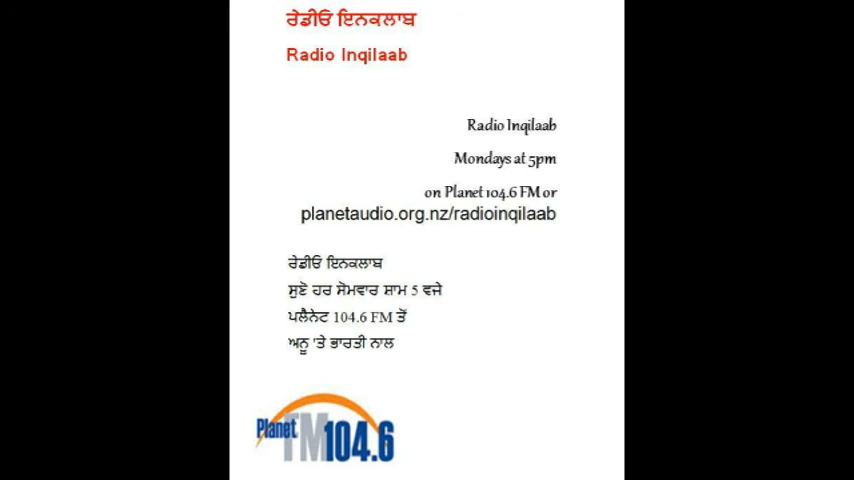 ਰੇਡੀਓ ਇਨਕਲਾਬ
Radio Inqilaab
Radio Inqilaab
Mondays at 5pm
on Planet 104.6 FM or
planetaudio.org.nz/radioinqilaab
ਰੇਡੀਓ ਇਨਕਲਾਬ
ਸੁਣੋ ਹਰ ਸੋਮਵਾਰ ਸ਼ਾਮ 5 ਵਜੇ
ਪਲੈਨੇਟ 104.6 FM ਤੋਂ
ਅਨੂ 'ਤੇ ਭਾਰਤੀ ਨਾਲ
Planet FM 104.6